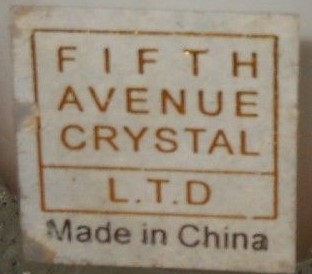 FIFTH
AVENUE
CRYSTAL
L.T.D
Made in China